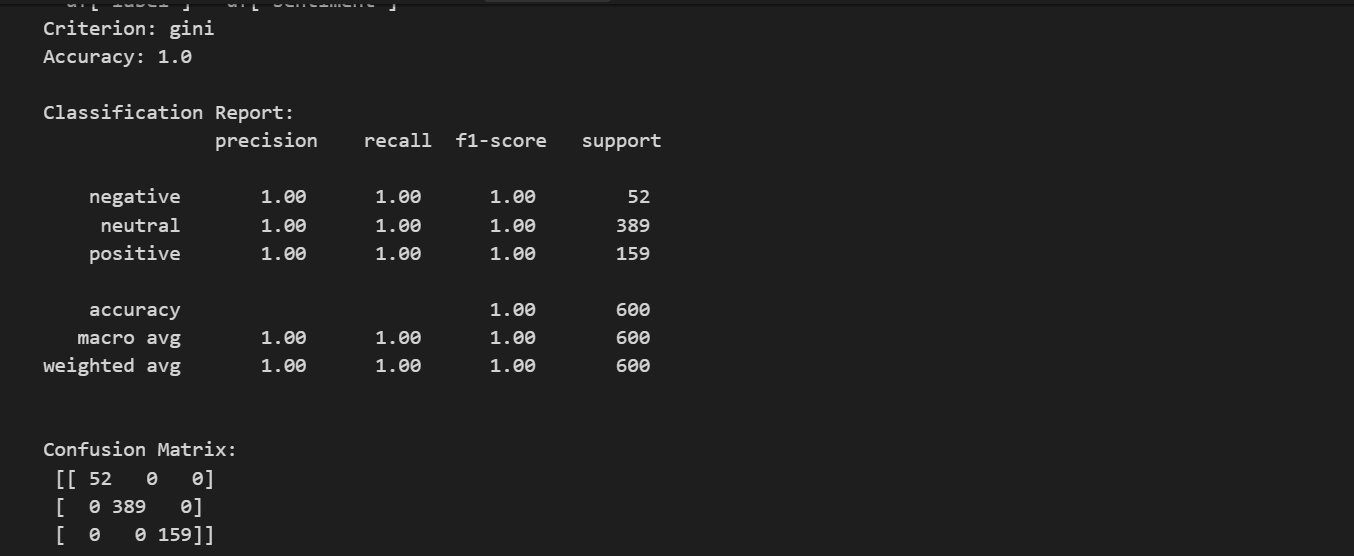 Criterion: gini
Accuracy: 1.0
Classification Report:
precision recall f1-score support
negative 1.00 1.00 1.00 52
neutral 1.00 1.00 1.00 389
positive 1.00 1.00 1.00 159
accuracy 1.00 600
macro avg 1.00 1.00 1.00 600
weighted avg 1.00 1.00 1.00 600
Confusion Matrix:
[[ 52 0 0]
[ 0 389 0]
[ 0 0 159]]